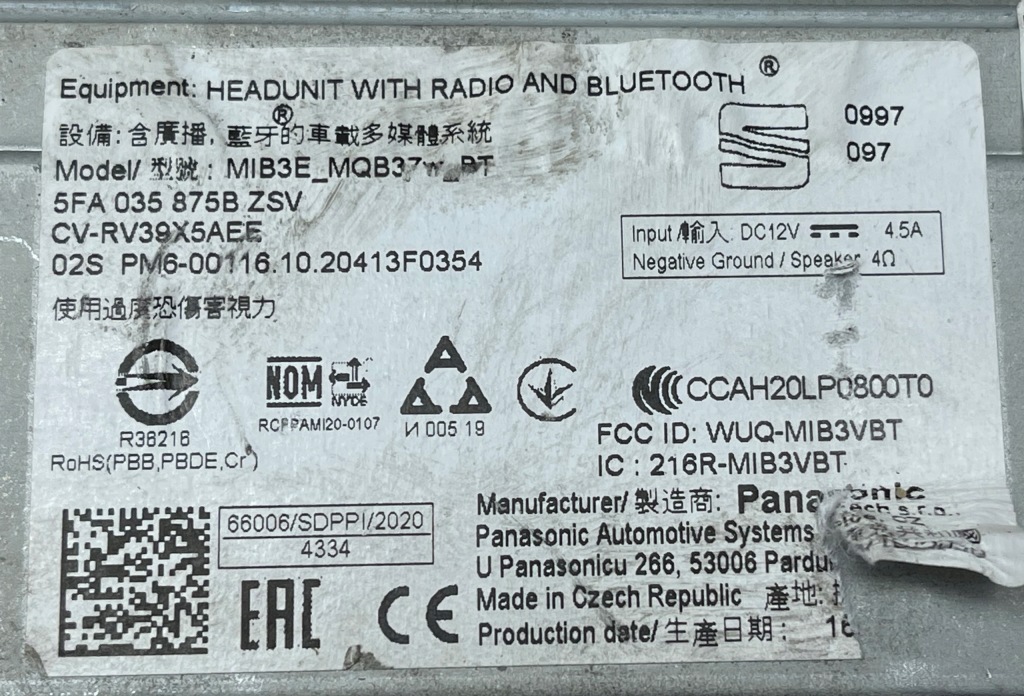 Equipment: HEADUNIT WITH RADIO AND BLUETOOTH ®
設備: 含廣播, 藍牙®的車載多媒體系統
Model/ 型號 : MIB3E_MQB37w_BT
5FA 035 875B ZSV
CV-RV39X5AEE
02S PM6-00116.10.20413F0354
0997
097
Input /輸入: DC12V 4.5A
Negative Ground / Speaker 4Ω
使用過度恐傷害視力
R36216
RoHS(PBB,PBDE,Cr⁺)
NOM NYCE
RCPPAMI20-0107
И 005 19
CCAH20LP0800T0
FCC ID: WUQ-MIB3VBT
IC : 216R-MIB3VBT
66006/SDPPI/2020
4334
EAC CE
Manufacturer/ 製造商: Panasonic
Panasonic Automotive Systems
U Panasonicu 266, 53006
Made in Czech Republic 產地:
Production date/ 生產日期 :